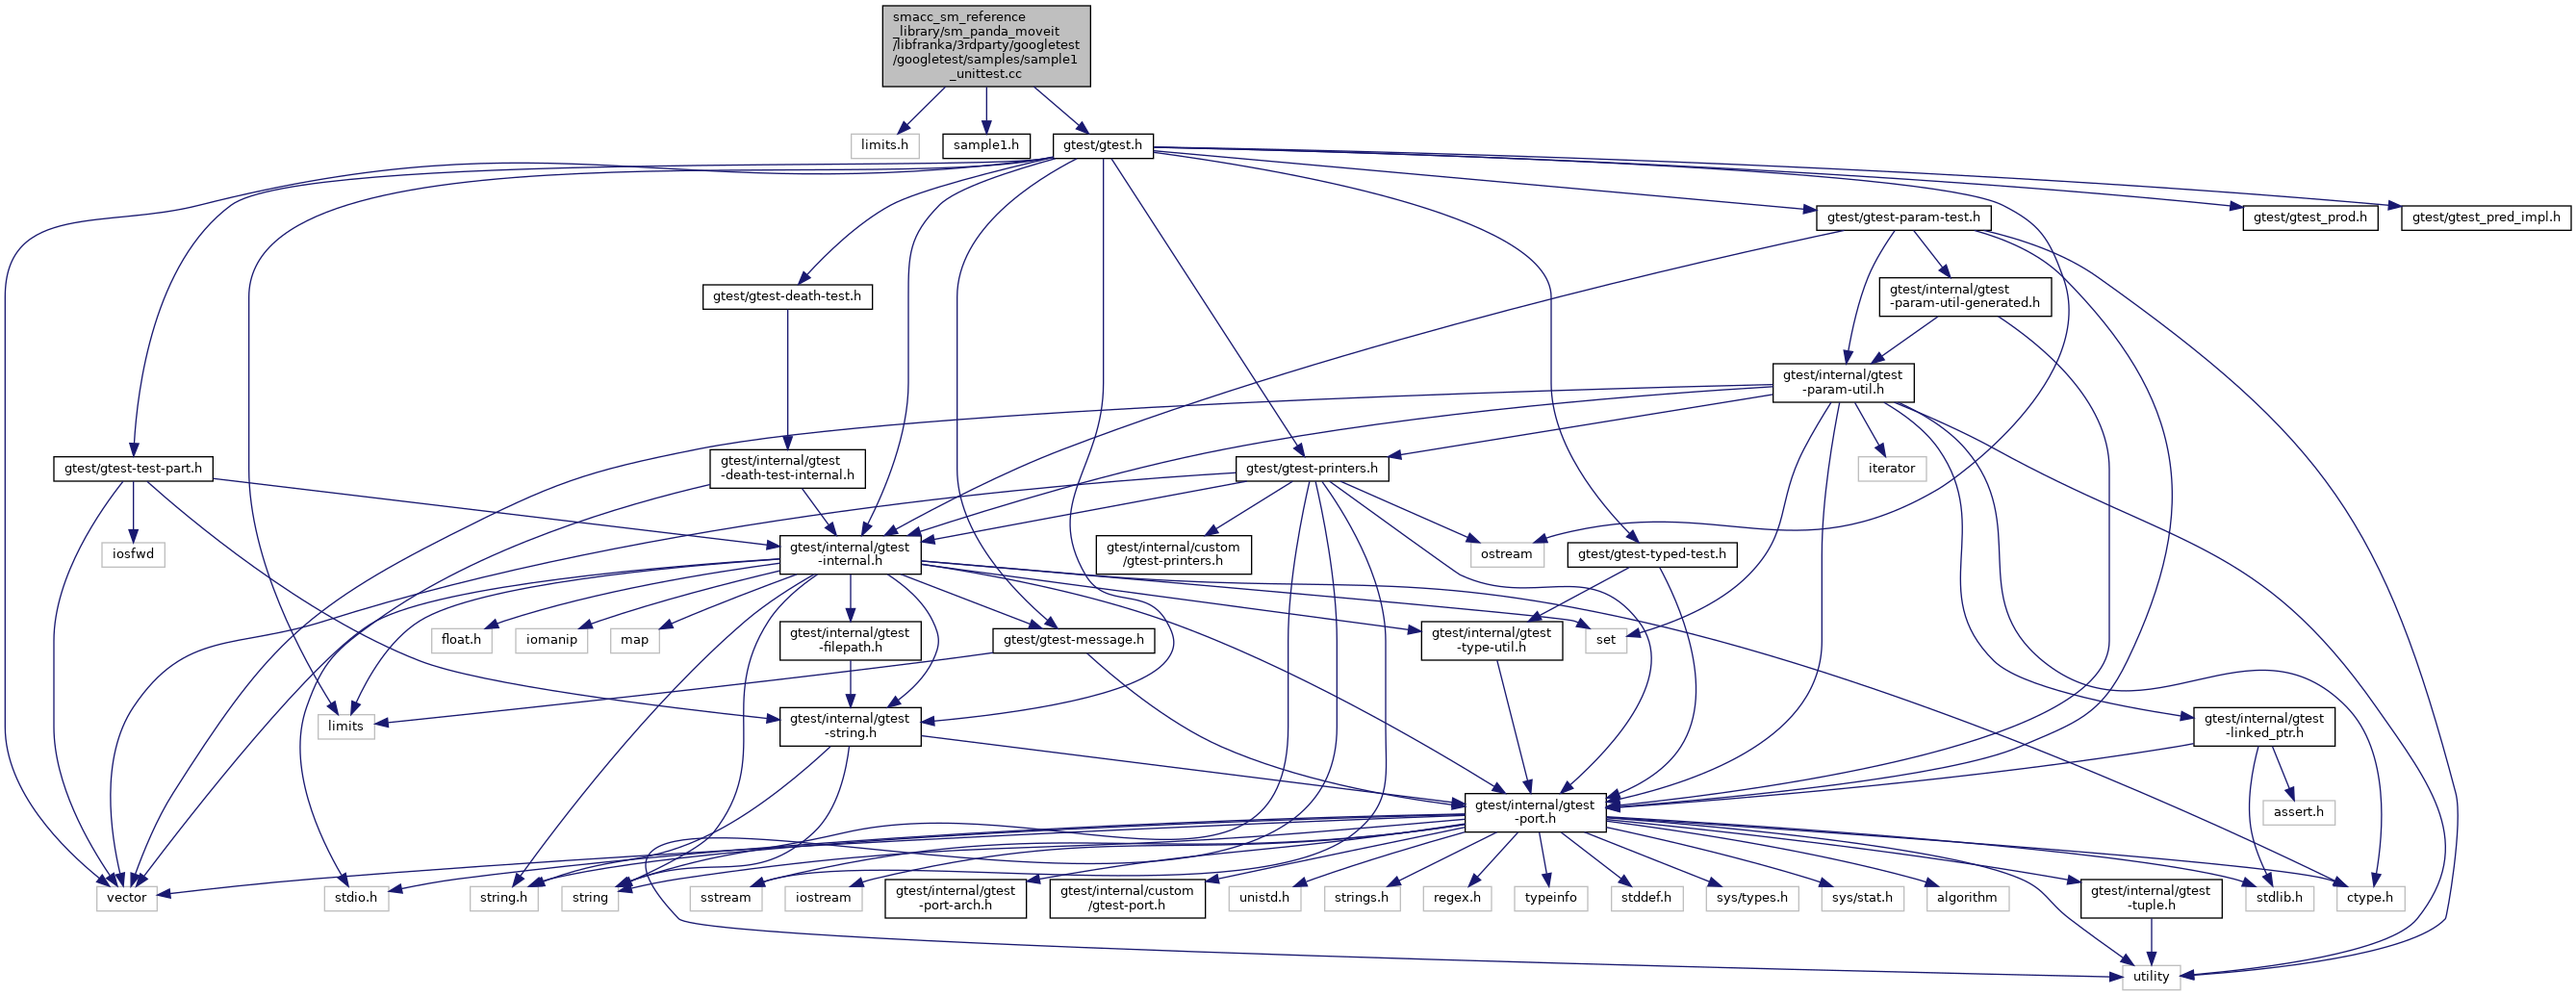 smacc_sm_reference
_library/sm_panda_moveit
/libfranka/3rdparty/googletest
/googletest/samples/sample1
_unittest.cc
limits.h
sample1.h
gtest/gtest.h
gtest/gtest-param-test.h
gtest/gtest_prod.h
gtest/gtest_pred_impl.h
gtest/gtest-death-test.h
gtest/internal/gtest
-param-util-generated.h
gtest/internal/gtest
-param-util.h
gtest/gtest-test-part.h
gtest/internal/gtest
-death-test-internal.h
gtest/gtest-printers.h
iterator
iosfwd
gtest/internal/gtest
-internal.h
gtest/internal/custom
/gtest-printers.h
ostream
gtest/gtest-typed-test.h
float.h
iomanip
map
gtest/internal/gtest
-filepath.h
gtest/gtest-message.h
gtest/internal/gtest
-type-util.h
set
limits
gtest/internal/gtest
-string.h
gtest/internal/gtest
-linked_ptr.h
gtest/internal/gtest
-port.h
assert.h
vector
stdio.h
string.h
string
sstream
iostream
gtest/internal/gtest
-port-arch.h
gtest/internal/custom
/gtest-port.h
unistd.h
strings.h
regex.h
typeinfo
stddef.h
sys/types.h
sys/stat.h
algorithm
gtest/internal/gtest
-tuple.h
stdlib.h
ctype.h
utility